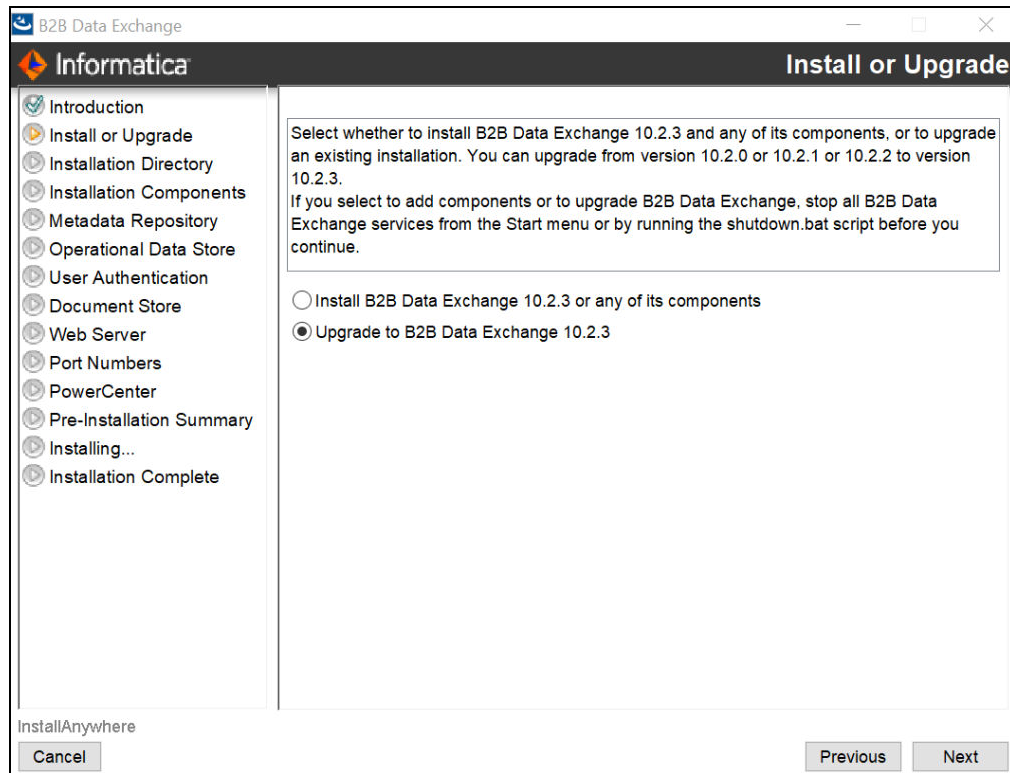 B2B Data Exchange
Informatica
Install or Upgrade
Introduction
Install or Upgrade
Installation Directory
Installation Components
Metadata Repository
Operational Data Store
User Authentication
Document Store
Web Server
Port Numbers
PowerCenter
Pre-Installation Summary
Installing...
Installation Complete
Select whether to install B2B Data Exchange 10.2.3 and any of its components, or to upgrade
an existing installation. You can upgrade from version 10.2.0 or 10.2.1 or 10.2.2 to version
10.2.3.
If you select to add components or to upgrade B2B Data Exchange, stop all B2B Data
Exchange services from the Start menu or by running the shutdown.bat script before you
continue.
Install B2B Data Exchange 10.2.3 or any of its components
Upgrade to B2B Data Exchange 10.2.3
InstallAnywhere
Cancel
Previous
Next